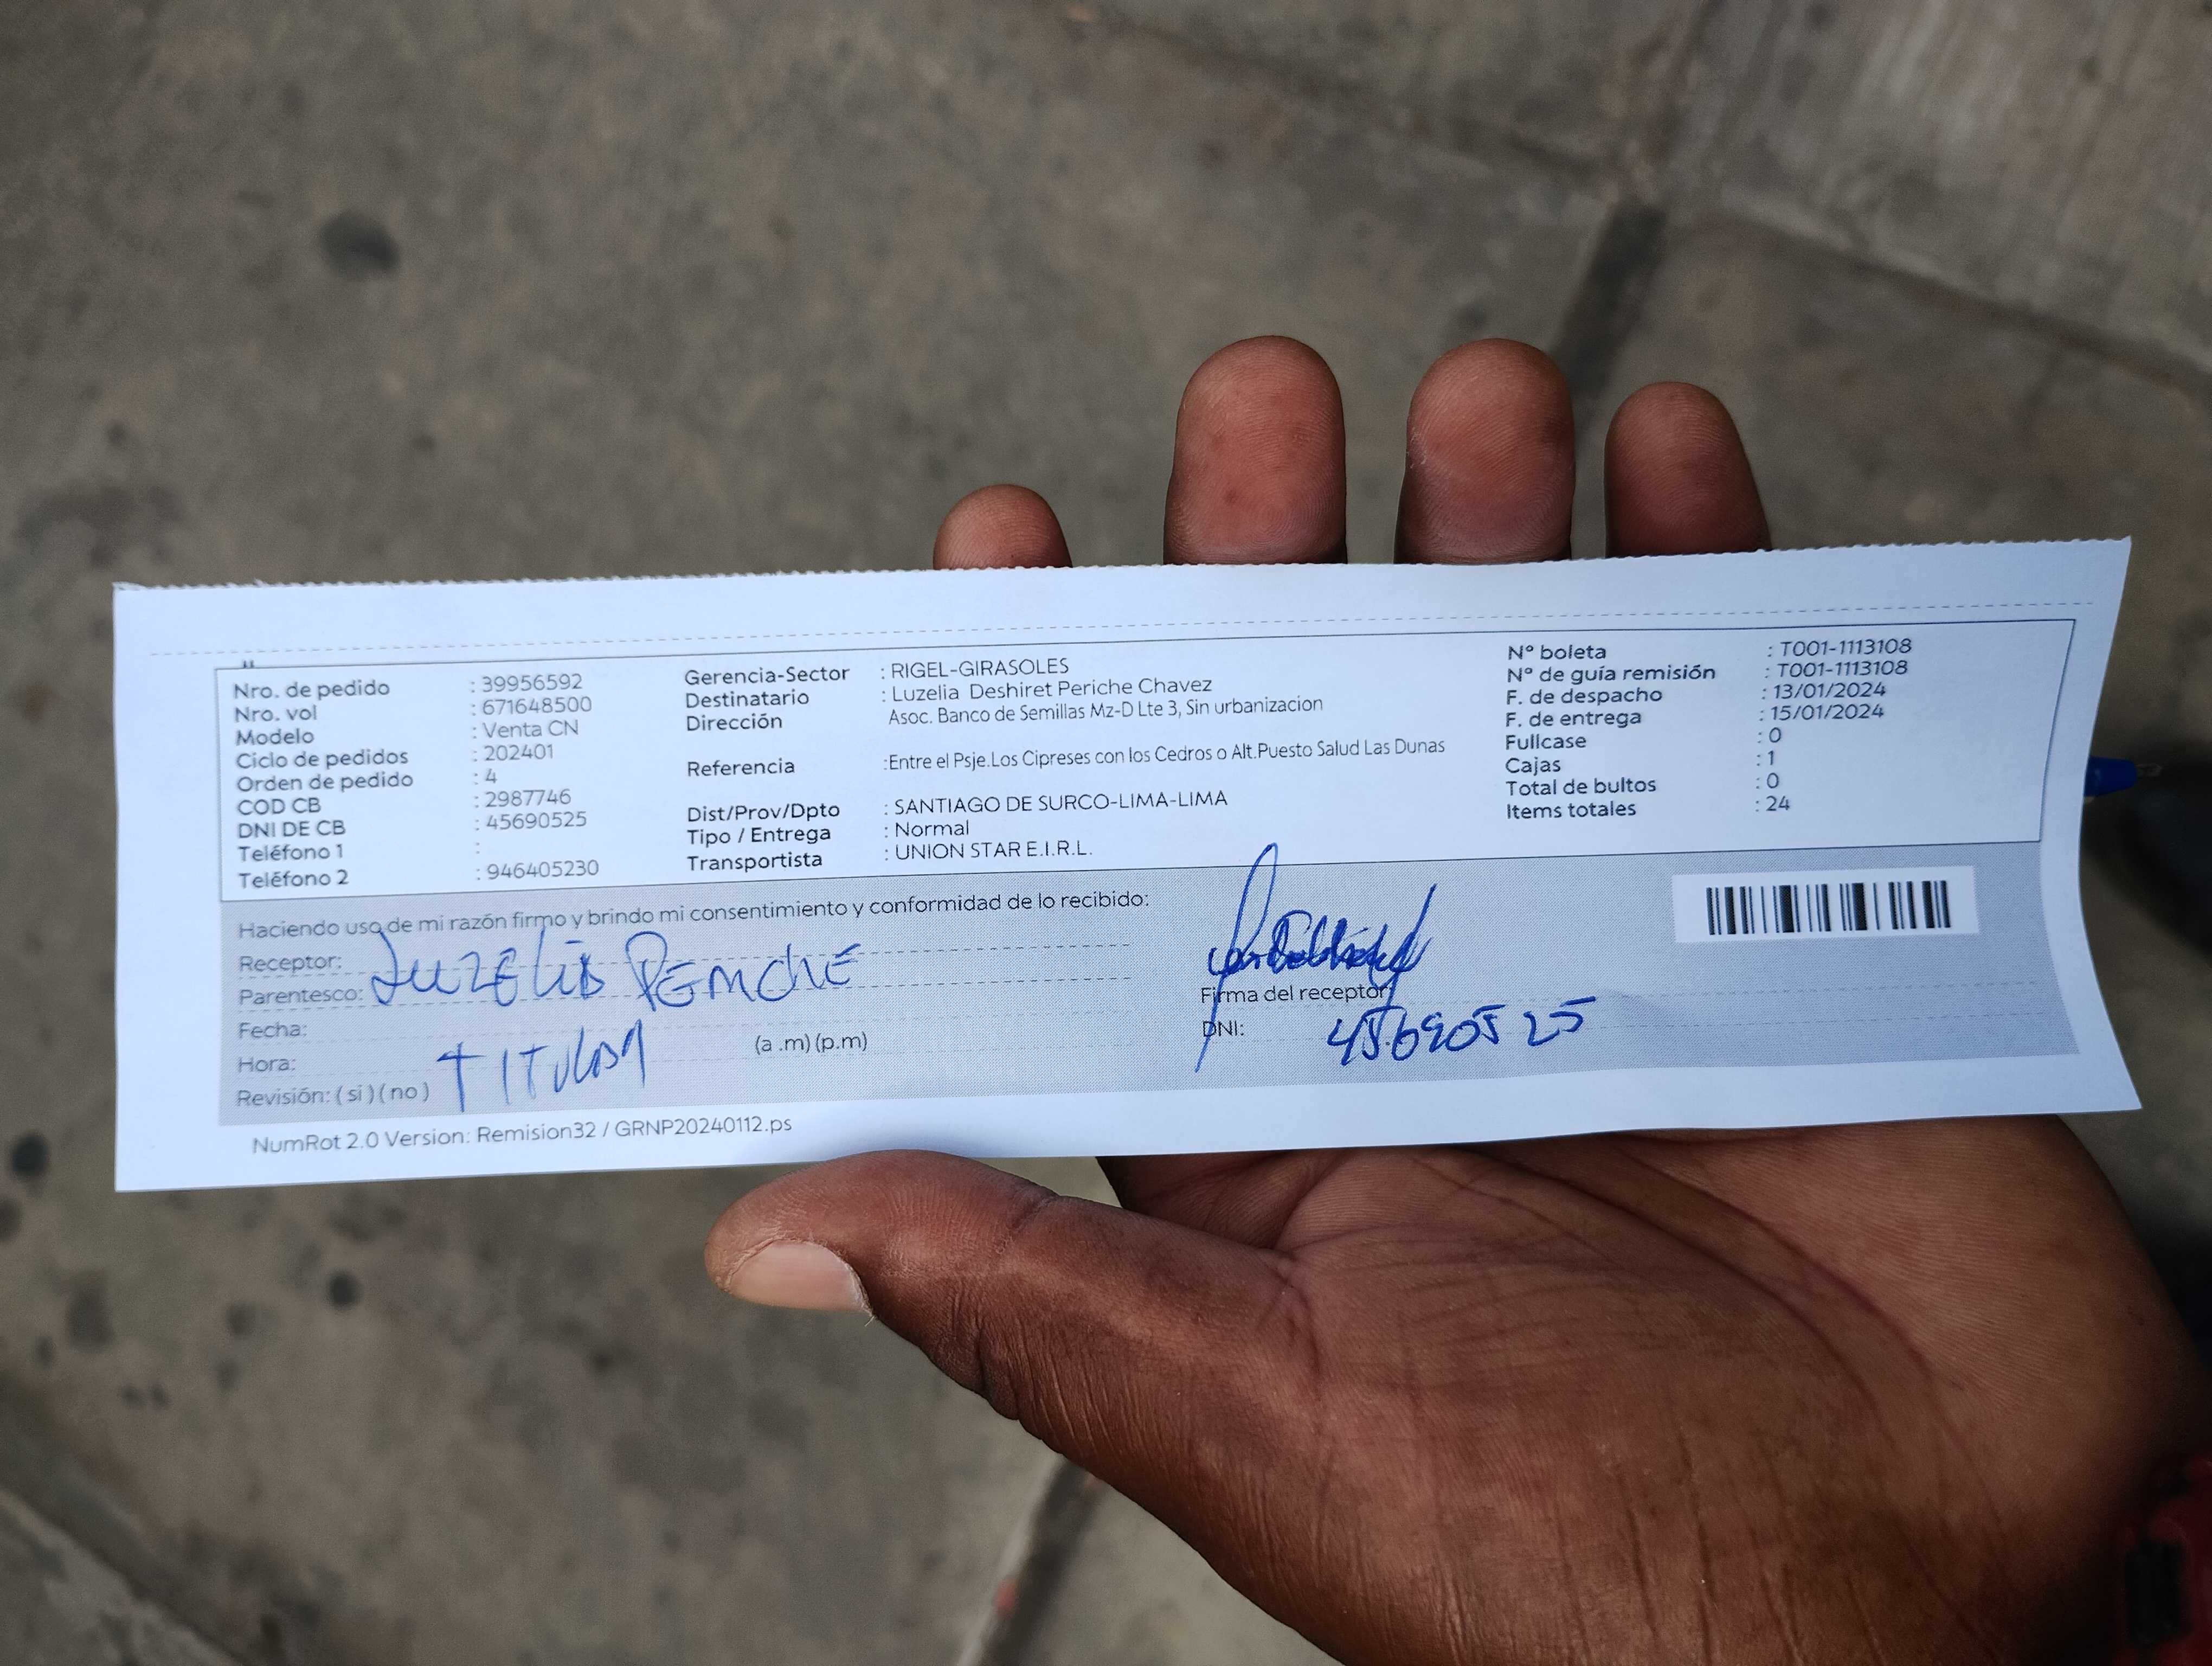 Nro. de pedido : 39956592
Nro. vol : 671648500
Modelo : Venta CN
Ciclo de pedidos : 202401
Orden de pedido : 4
COD CB : 2987746
DNI DE CB : 45690525
Teléfono 1 :
Teléfono 2 : 946405230
Gerencia-Sector : RIGEL-GIRASOLES
Destinatario : Luzelia Deshiret Periche Chavez
Dirección Asoc. Banco de Semillas Mz-D Lte 3, Sin urbanizacion
Referencia :Entre el Psje.Los Cipreses con los Cedros o Alt.Puesto Salud Las Dunas
Dist/Prov/Dpto : SANTIAGO DE SURCO-LIMA-LIMA
Tipo / Entrega : Normal
Transportista : UNION STAR E.I.R.L.
Nº boleta : T001-1113108
Nº de guía remisión : T001-1113108
F. de despacho : 13/01/2024
F. de entrega : 15/01/2024
Fullcase : 0
Cajas : 1
Total de bultos : 0
Items totales : 24
Haciendo uso de mi razón firmo y brindo mi consentimiento y conformidad de lo recibido:
Receptor:
Luzelia Periche
Parentesco:
Fecha:
Hora: (a .m) (p.m)
Titular
Revisión: ( si ) ( no )
Firma del receptor
DNI: 45690525
NumRot 2.0 Version: Remision32 / GRNP20240112.ps